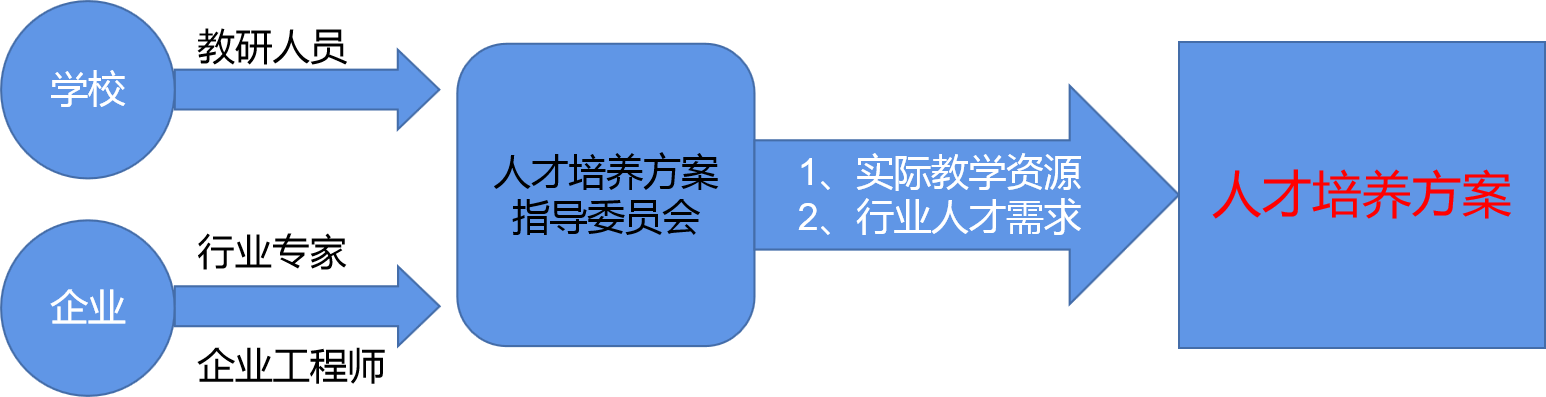 学校
教研人员
企业
行业专家
企业工程师
人才培养方案
指导委员会
1、实际教学资源
2、行业人才需求
人才培养方案